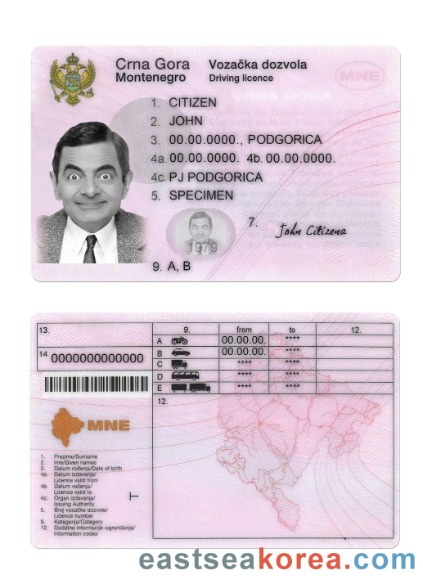 Crna Gora
Montenegro
Vozačka dozvola
Driving licence
MNE
1. CITIZEN
2. JOHN
3. 00.00.0000., PODGORICA
4a. 00.00.0000. 4b. 00.00.0000.
4c. PJ PODGORICA
5. SPECIMEN
1979
7. John Citizena
9. A, B
13. 9. from to 12.
A 00.00.00. ****
14 0000000000000 B 00.00.00. ****
C **** ****
D **** ****
E **** ****
12.
MNE
1. Prezime/Surname
2. Ime/Given names
3. Datum rođenja/Date of birth
4a. Datum izdavanja/
Licence valid from
4b. Datum važenja/
Licence valid to
4c. Organ izdavanja/
Issuing Authority
5. Broj vozačke dozvole/
Licence number
9. Kategorija/Category
12. Dodatne informacije-ograničenja/
Information codes
eastseakorea.com